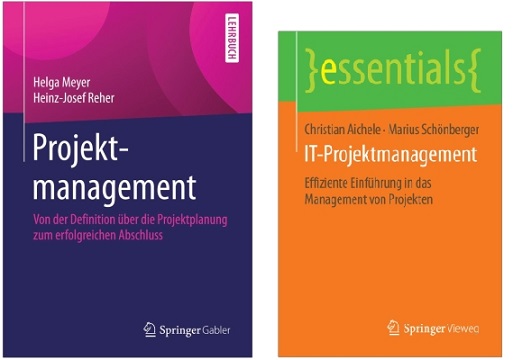 LEHRBUCH
Helga Meyer
Heinz-Josef Reher
Projekt-
management
Von der Definition über die Projektplanung
zum erfolgreichen Abschluss
Springer Gabler
}essentials{
Christian Aichele · Marius Schönberger
IT-Projektmanagement
Effiziente Einführung in das
Management von Projekten
Springer Vieweg